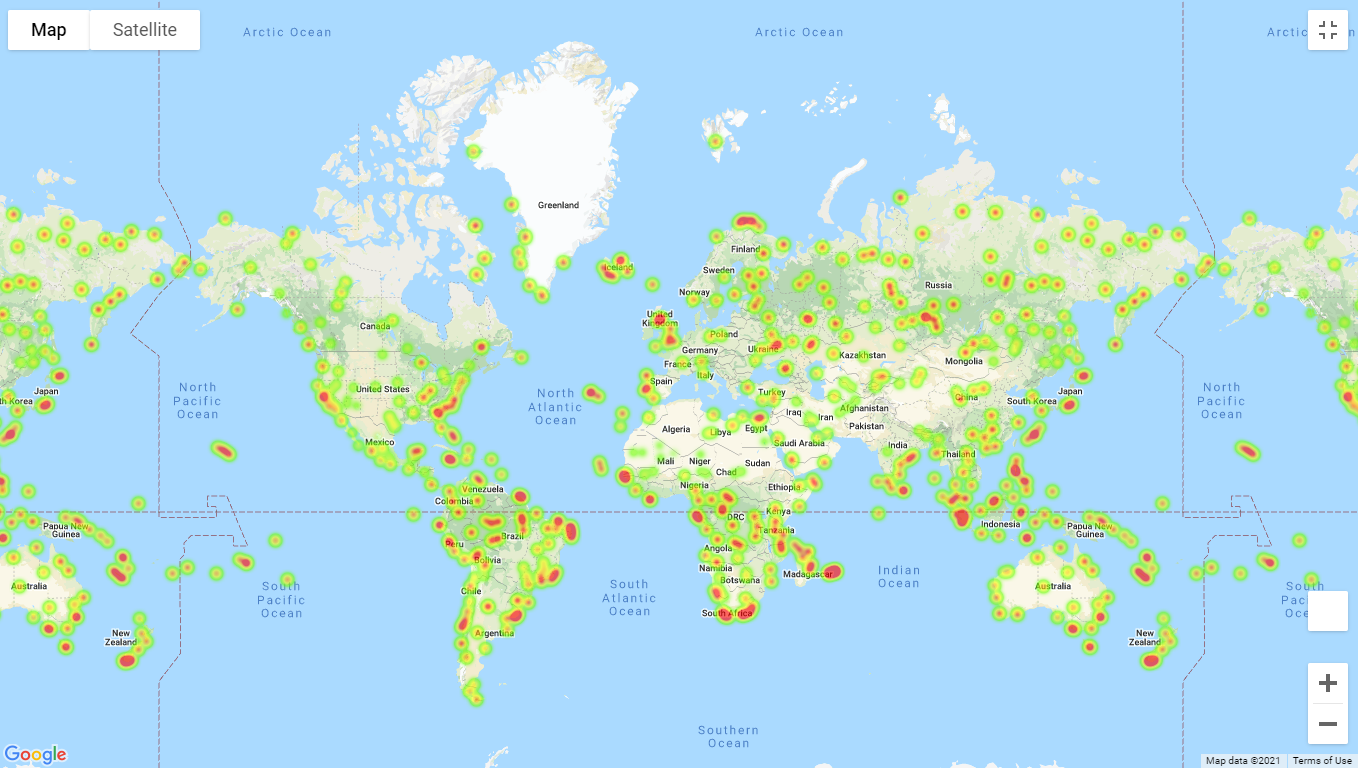 Map
Satellite
Arctic Ocean
Arctic Ocean
Arctic
n
Greenland
Iceland
Finland
Sweden
Norway
Russia
United
Kingdom
Canada
Poland
Germany
Ukraine
Kazakhstan
Mongolia
France
Italy
Spain
Turkey
United States
North
Pacific
Ocean
North
Atlantic
Ocean
Japan
th Korea
China
South Korea
Japan
North
Pacific
Ocean
Iraq
Iran
Afghanistan
Pakistan
Algeria
Libya
Egypt
Saudi Arabia
India
Thailand
Mexico
Mali
Niger
Chad
Sudan
Nigeria
Ethiopia
Venezuela
Colombia
Kenya
DRC
Tanzania
Indonesia
Papua New
Guinea
Papua New
Guinea
Peru
Brazil
Bolivia
Angola
Namibia
Botswana
Madagascar
Indian
Ocean
Australia
Australia
South
Pacific
Ocean
South
Atlantic
Ocean
Chile
Argentina
South Africa
New
Zealand
New
Zealand
South
Southern
Ocean
Google
Map data ©2021
Terms of Use